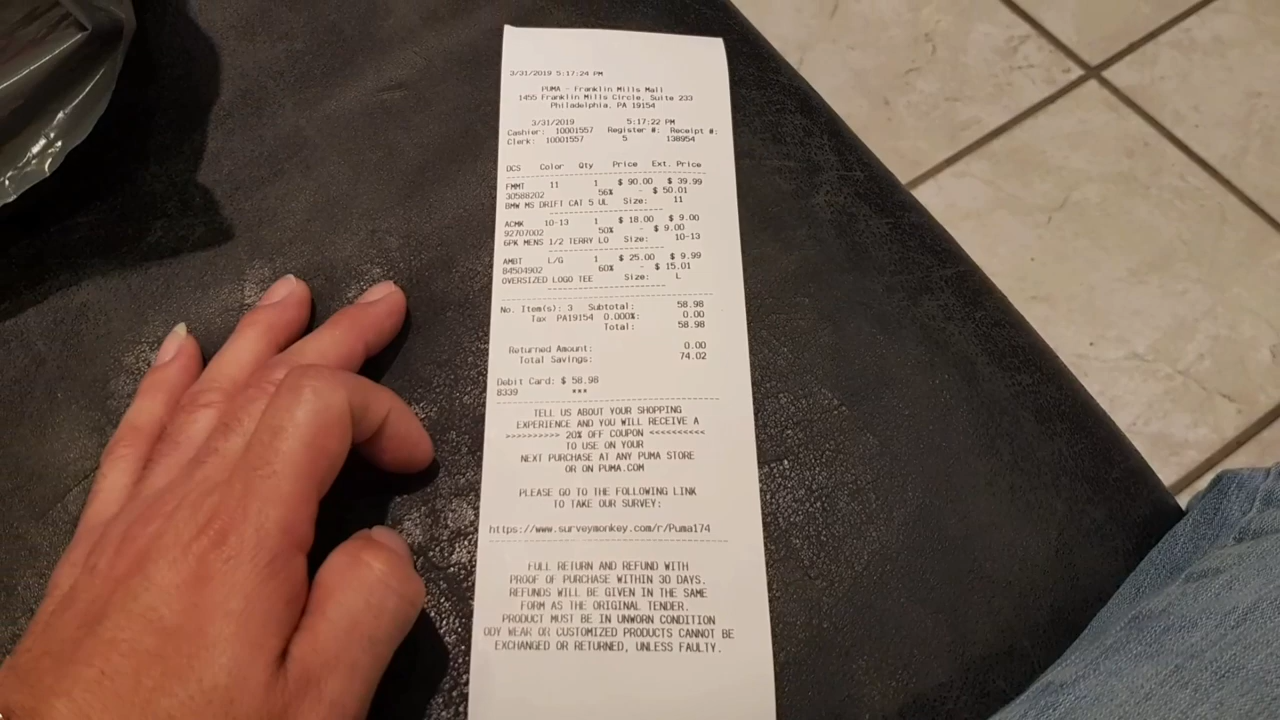 3/31/2019 5:17:24 PM
PUMA - Franklin Mills Mall
1455 Franklin Mills Circle, Suite 233
Philadelphia, PA 19154
3/31/2019 5:17:22 PM
Cashier: 10001557 Register #: Receipt #:
Clerk: 10001557 5 138954
DCS Color Qty Price Ext. Price
FMMT 11 1 $ 90.00 $ 39.99
30588202 56% - $ 50.01
BMW MS DRIFT CAT 5 UL Size: 11
ACMK 10-13 1 $ 18.00 $ 9.00
92707002 50% - $ 9.00
6PK MENS 1/2 TERRY LO Size: 10-13
AMBT L/G 1 $ 25.00 $ 9.99
84504902 60% - $ 15.01
OVERSIZED LOGO TEE Size: L
No. Item(s): 3 Subtotal: 58.98
Tax PA19154 0.000%: 0.00
Total: 58.98
Returned Amount: 0.00
Total Savings: 74.02
Debit Card: $ 58.98
8339 ***
TELL US ABOUT YOUR SHOPPING
EXPERIENCE AND YOU WILL RECEIVE A
>>>>>>>>>> 20% OFF COUPON <<<<<<<<<<
TO USE ON YOUR
NEXT PURCHASE AT ANY PUMA STORE
OR ON PUMA.COM
PLEASE GO TO THE FOLLOWING LINK
TO TAKE OUR SURVEY:
https://www.surveymonkey.com/r/Puma174
FULL RETURN AND REFUND WITH
PROOF OF PURCHASE WITHIN 30 DAYS.
REFUNDS WILL BE GIVEN IN THE SAME
FORM AS THE ORIGINAL TENDER.
PRODUCT MUST BE IN UNWORN CONDITION
ODY WEAR OR CUSTOMIZED PRODUCTS CANNOT BE
EXCHANGED OR RETURNED, UNLESS FAULTY.